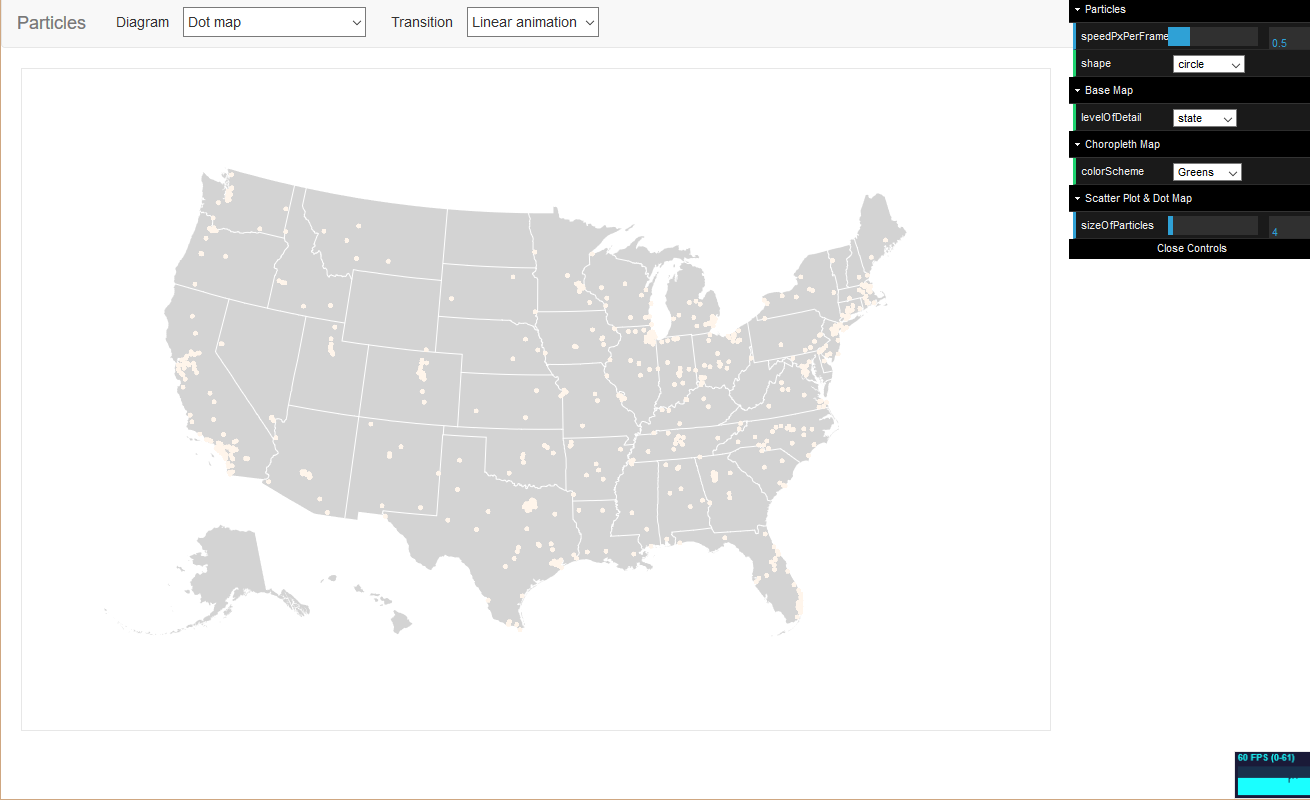 Particles Diagram Dot map Transition Linear animation
Particles
speedPxPerFrame 0.5
shape circle
Base Map
levelOfDetail state
Choropleth Map
colorScheme Greens
Scatter Plot & Dot Map
sizeOfParticles 4
Close Controls
60 FPS (0-61)